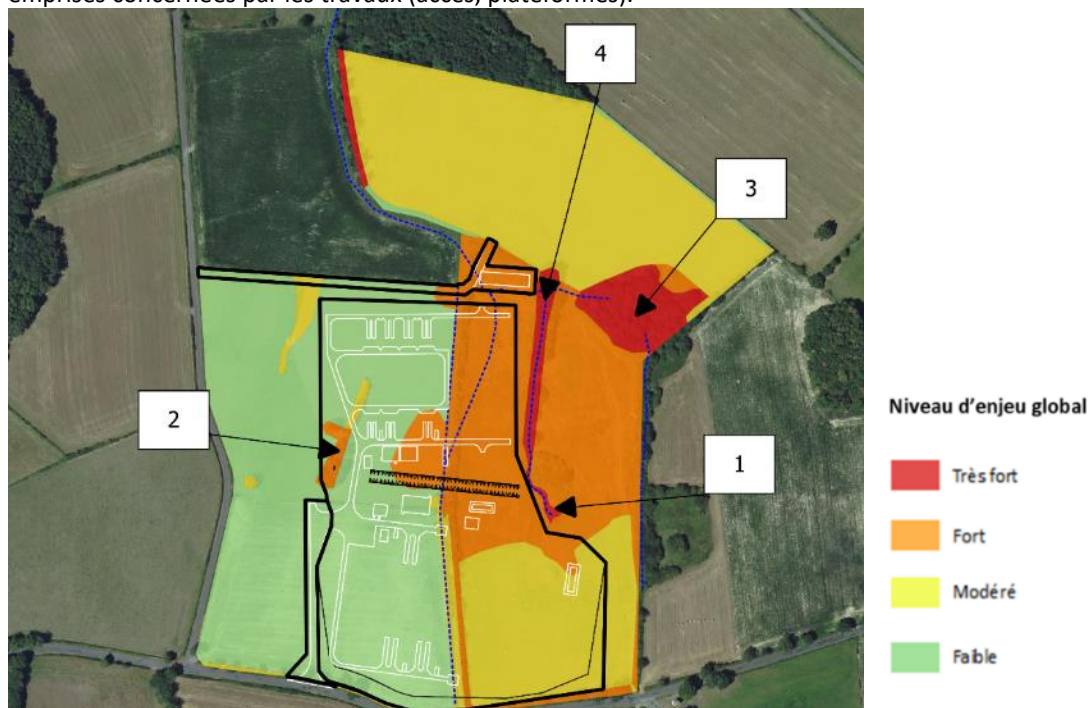 emprises concernées par les travaux (accès, plateformes).
4
3
2
1
Niveau d'enjeu global
Très fort
Fort
Modéré
Faible